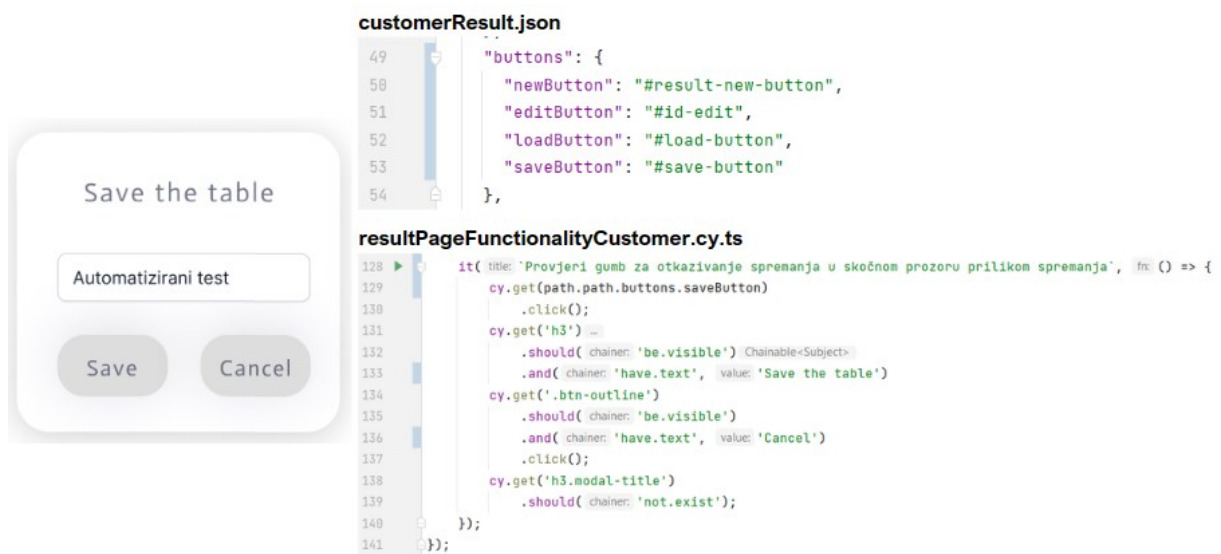 Save the table
Automatizirani test
Save Cancel
customerResult.json
49 "buttons": {
50 "newButton": "#result-new-button",
51 "editButton": "#id-edit",
52 "loadButton": "#load-button",
53 "saveButton": "#save-button"
54 },
resultPageFunctionalityCustomer.cy.ts
128 it( title: `Provjeri gumb za otkazivanje spremanja u skočnom prozoru prilikom spremanja`, fn: () => {
129 cy.get(path.path.buttons.saveButton)
130 .click();
131 cy.get('h3') …
132 .should( chainer: 'be.visible') Chainable<Subject>
133 .and( chainer: 'have.text', value: 'Save the table')
134 cy.get('.btn-outline')
135 .should( chainer: 'be.visible')
136 .and( chainer: 'have.text', value: 'Cancel')
137 .click();
138 cy.get('h3.modal-title')
139 .should( chainer: 'not.exist');
140 });
141 });